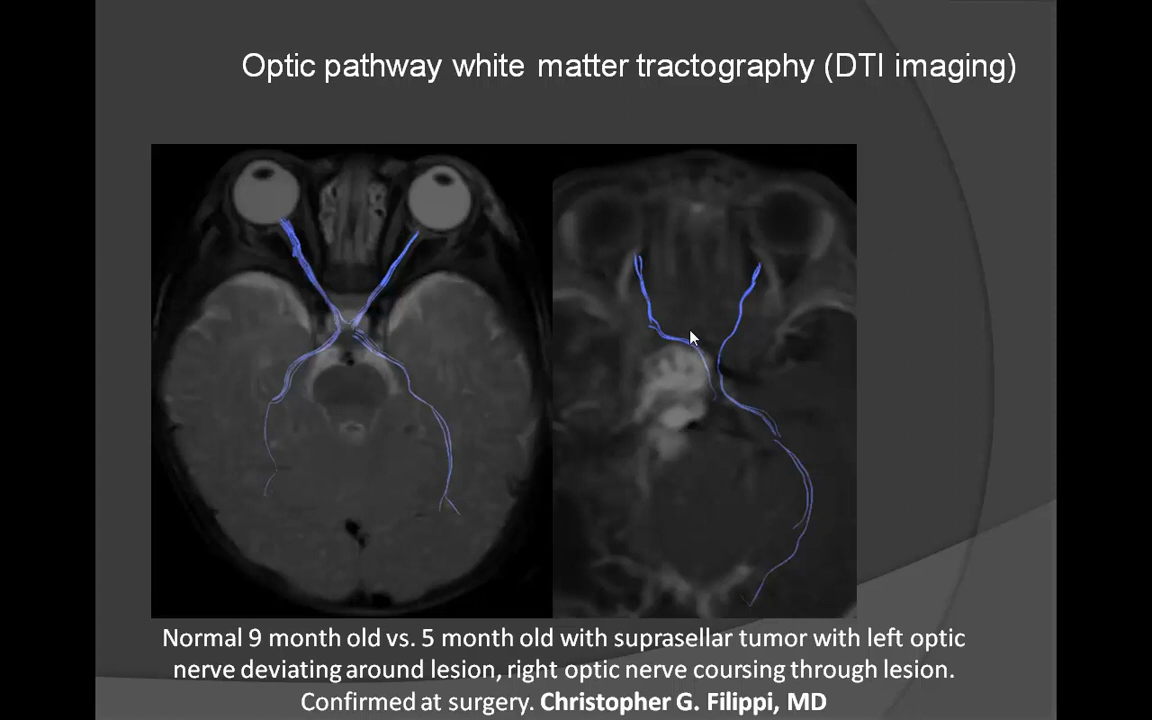 Optic pathway white matter tractography (DTI imaging)
Normal 9 month old vs. 5 month old with suprasellar tumor with left optic
nerve deviating around lesion, right optic nerve coursing through lesion.
Confirmed at surgery. Christopher G. Filippi, MD